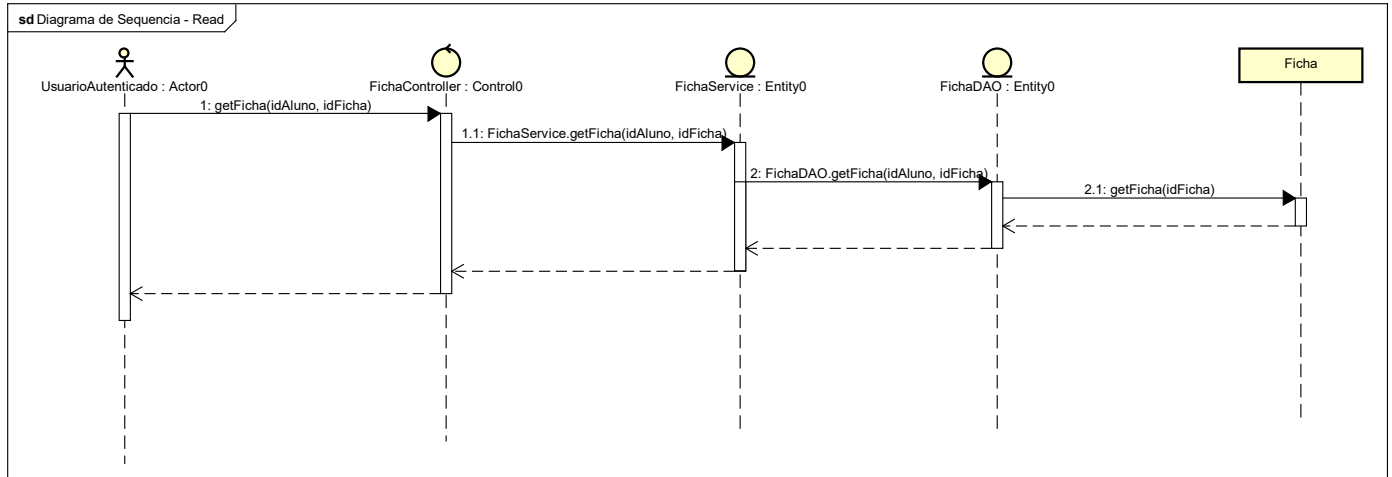 sd Diagrama de Sequencia - Read
UsuarioAutenticado : Actor0
FichaController : Control0
FichaService : Entity0
FichaDAO : Entity0
Ficha
1: getFicha(idAluno, idFicha)
1.1: FichaService.getFicha(idAluno, idFicha)
2: FichaDAO.getFicha(idAluno, idFicha)
2.1: getFicha(idFicha)